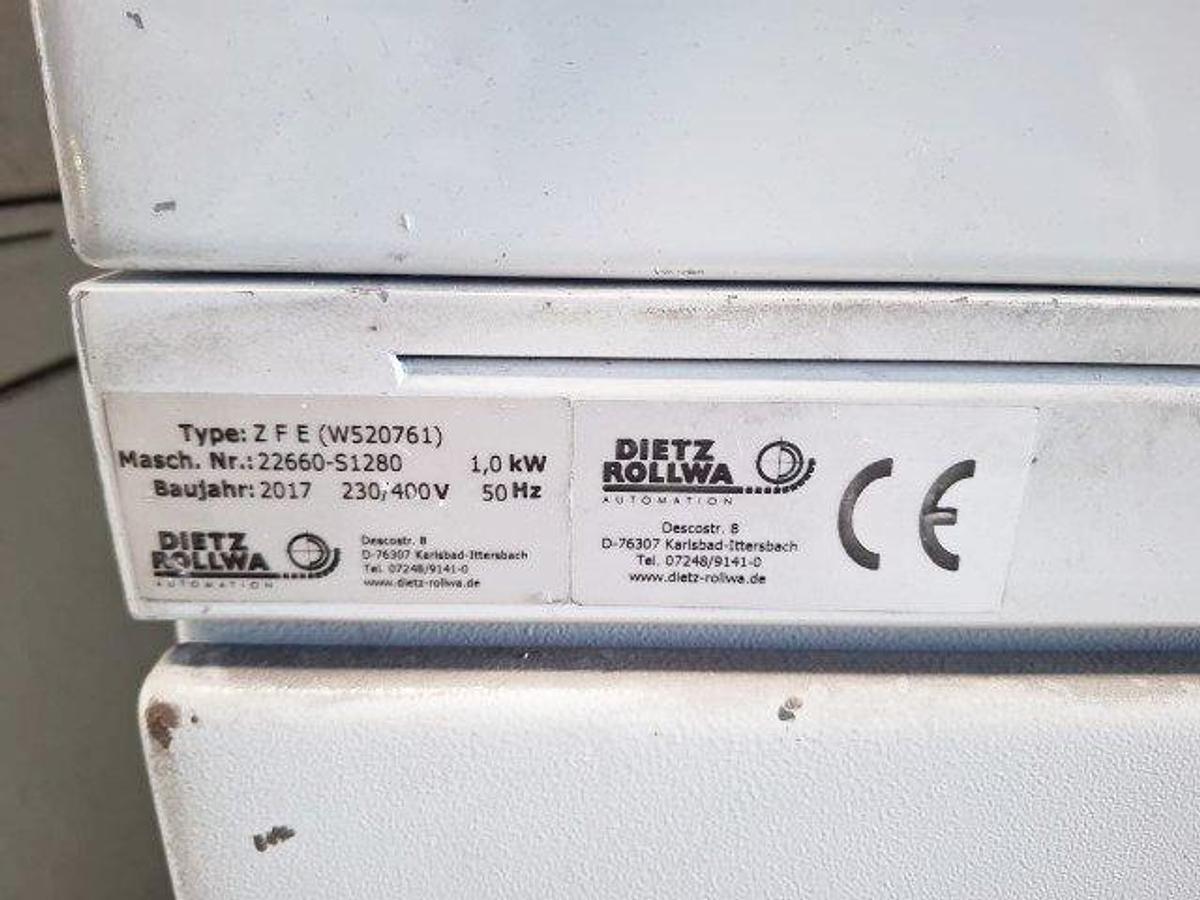 Type: Z F E (W520761)
Masch. Nr.: 22660-S1280 1,0 kW
Baujahr: 2017 230/400V 50 Hz
DIETZ
ROLLWA
AUTOMATION
Descostr. 8
D-76307 Karlsbad-Ittersbach
Tel. 07248/9141-0
www.dietz-rollwa.de
DIETZ
ROLLWA
AUTOMATION
Descostr. 8
D-76307 Karlsbad-Ittersbach
Tel. 07248/9141-0
www.dietz-rollwa.de
CE